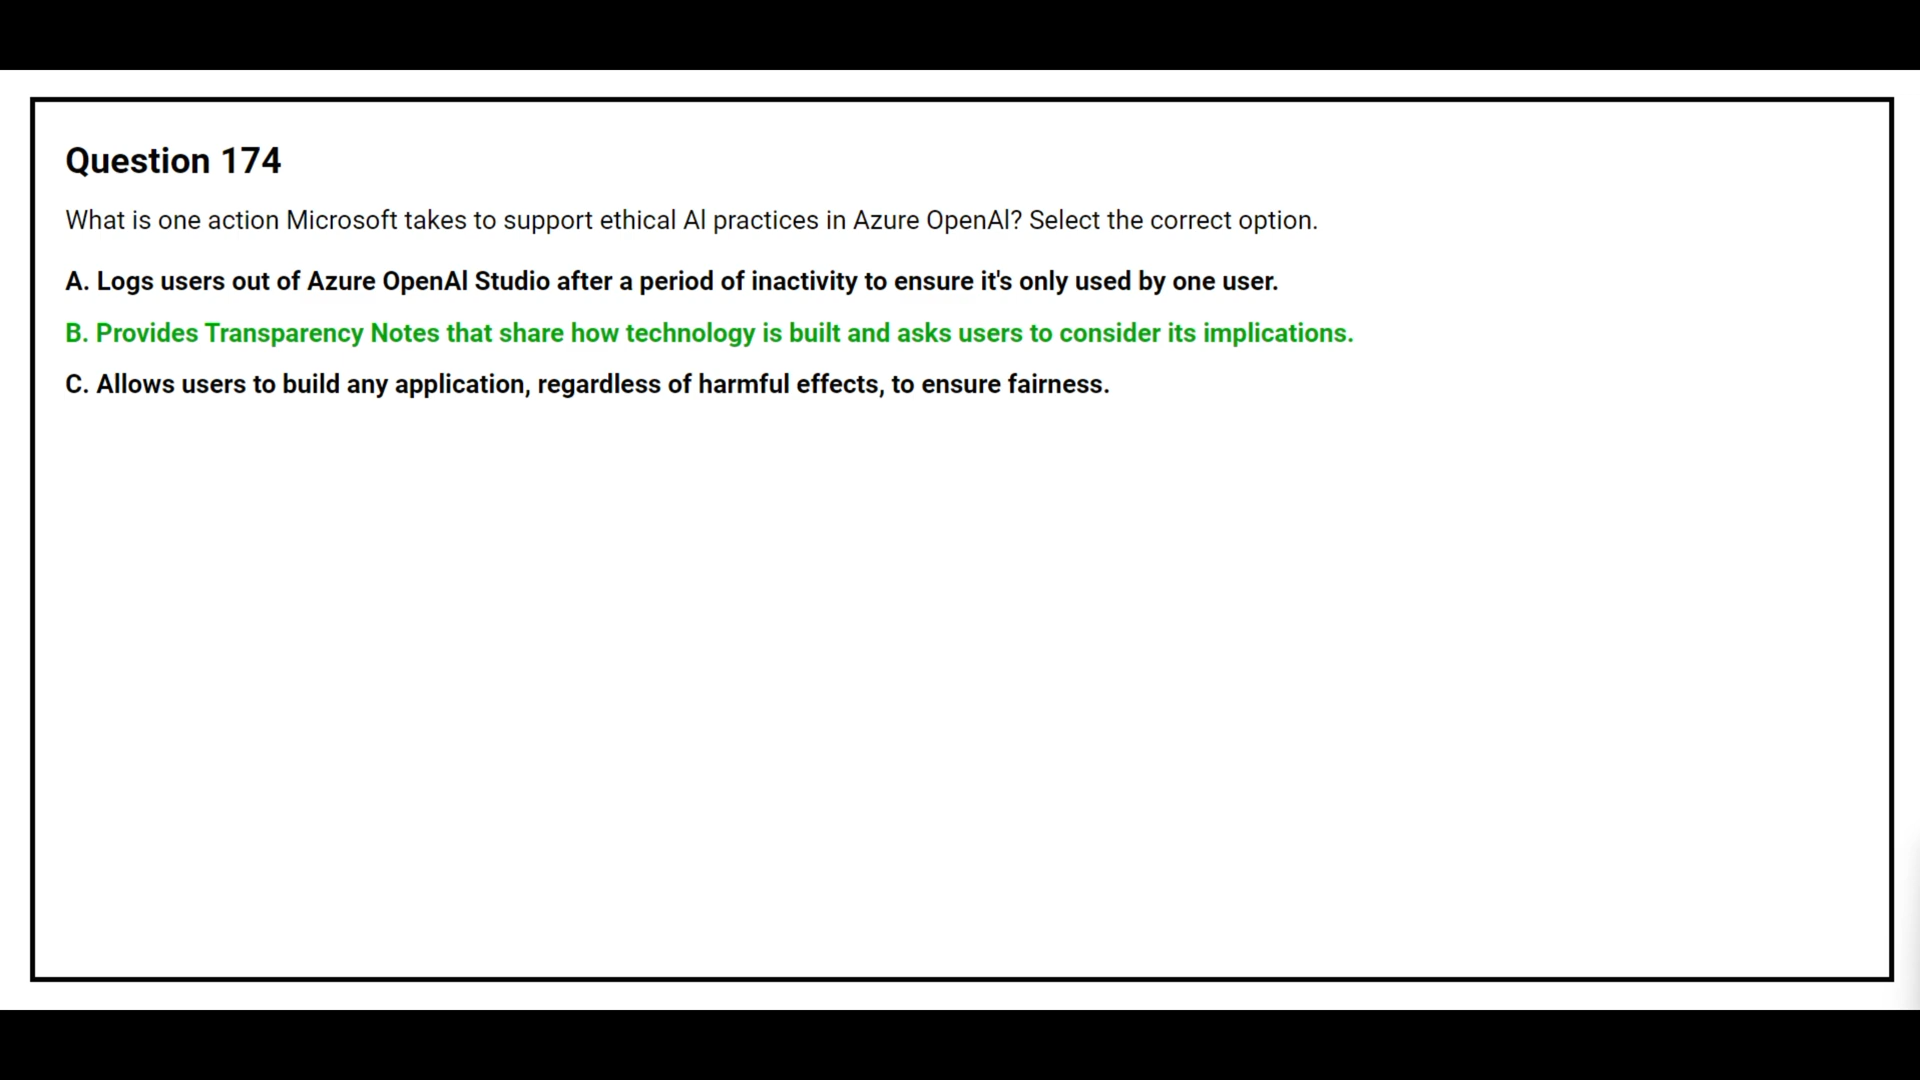 Question 174
What is one action Microsoft takes to support ethical AI practices in Azure OpenAI? Select the correct option.
A. Logs users out of Azure OpenAI Studio after a period of inactivity to ensure it's only used by one user.
B. Provides Transparency Notes that share how technology is built and asks users to consider its implications.
C. Allows users to build any application, regardless of harmful effects, to ensure fairness.